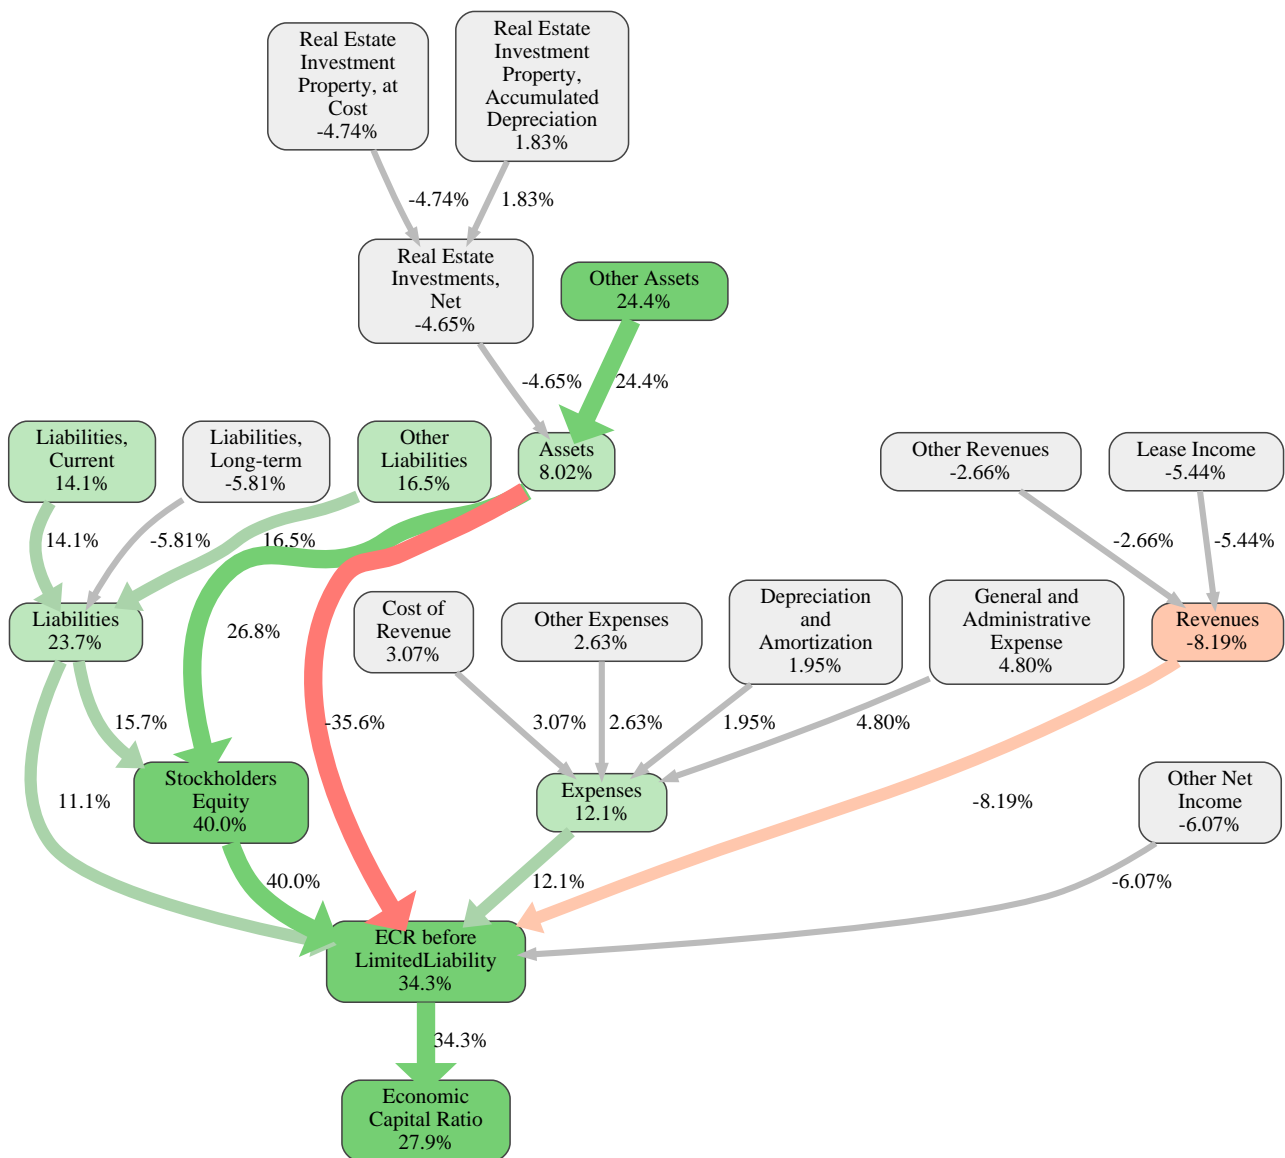 Real Estate
Investment
Property, at
Cost
-4.74%
Real Estate
Investment
Property,
Accumulated
Depreciation
1.83%
-4.74%
1.83%
Real Estate
Investments,
Net
-4.65%
Other Assets
24.4%
-4.65%
24.4%
Liabilities,
Current
14.1%
Liabilities,
Long-term
-5.81%
Other
Liabilities
16.5%
Assets
8.02%
Other Revenues
-2.66%
Lease Income
-5.44%
14.1%
-5.81%
16.5%
-2.66%
-5.44%
Liabilities
23.7%
26.8%
Cost of
Revenue
3.07%
Other Expenses
2.63%
Depreciation
and
Amortization
1.95%
General and
Administrative
Expense
4.80%
Revenues
-8.19%
15.7%
-35.6%
3.07%
2.63%
1.95%
4.80%
Stockholders
Equity
40.0%
11.1%
Expenses
12.1%
-8.19%
Other Net
Income
-6.07%
40.0%
12.1%
-6.07%
ECR before
LimitedLiability
34.3%
34.3%
Economic
Capital Ratio
27.9%